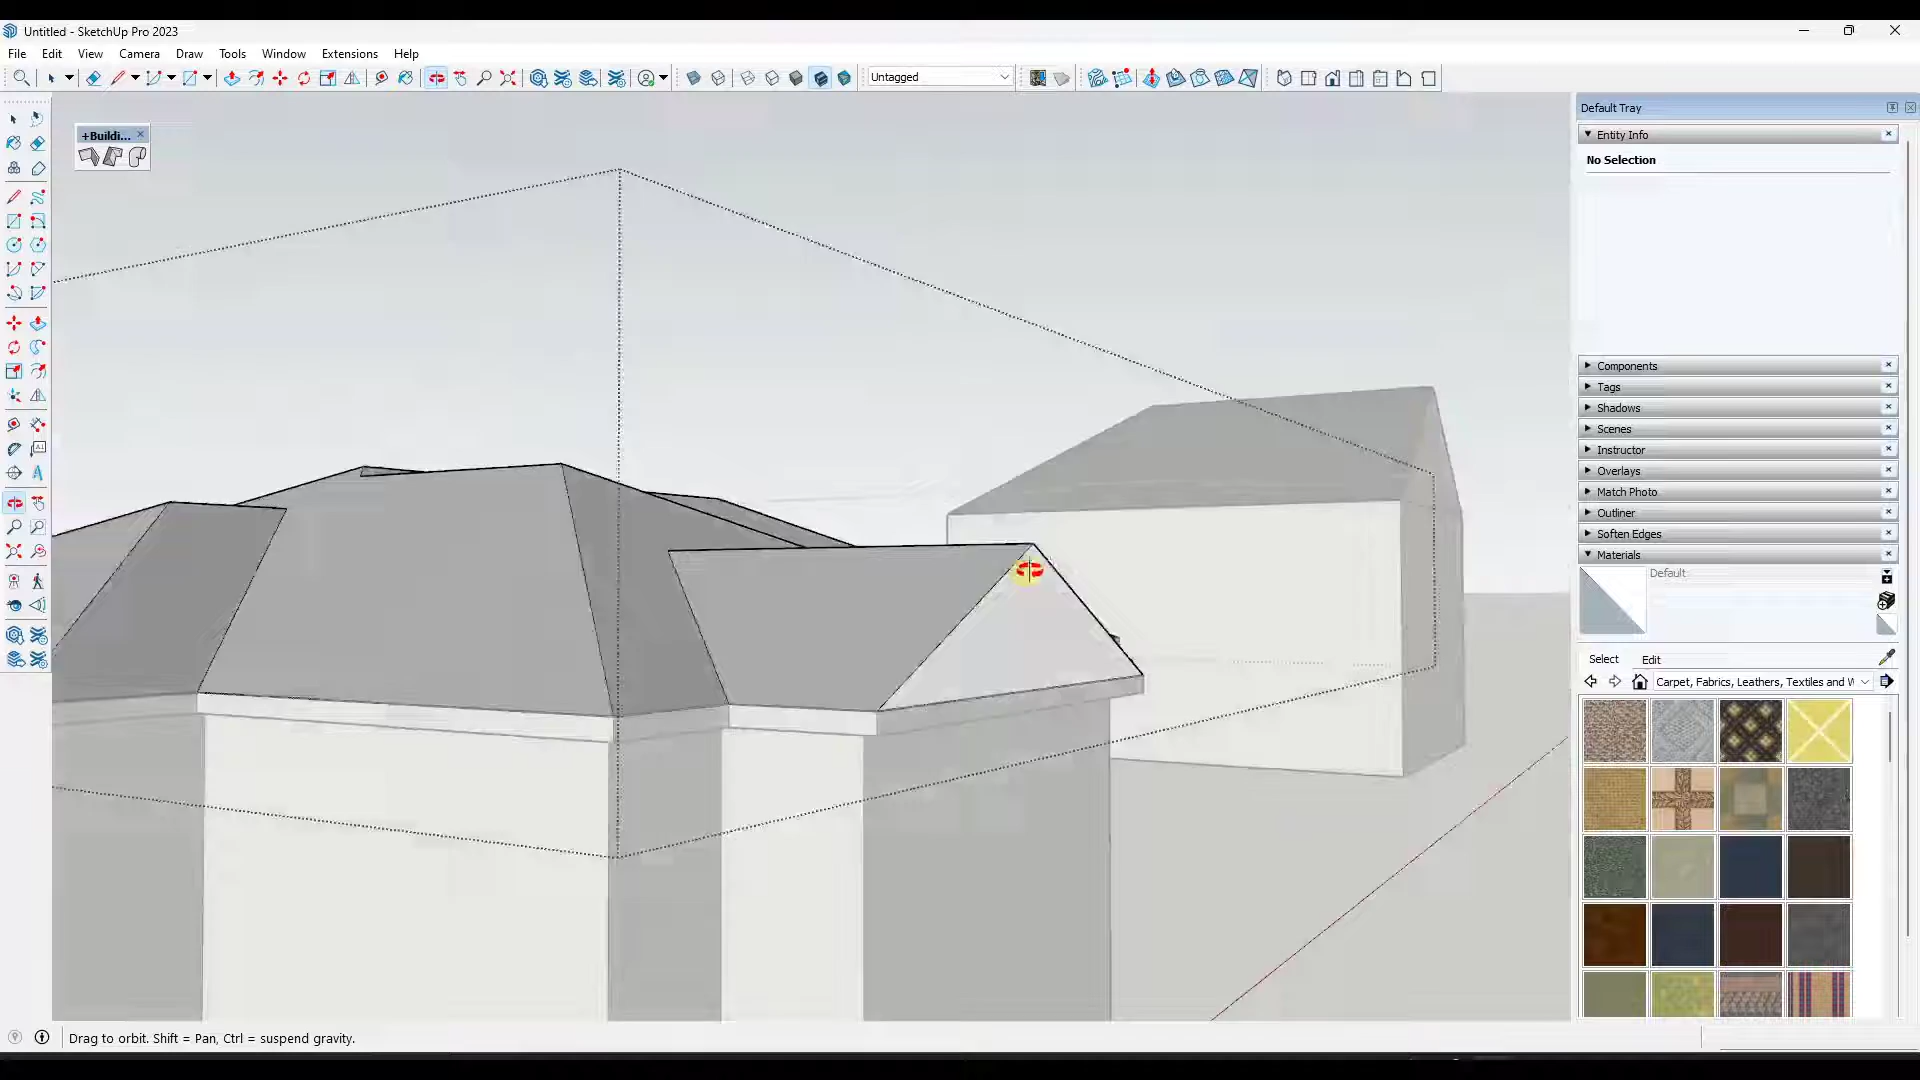 Untitled - SketchUp Pro 2023
File Edit View Camera Draw Tools Window Extensions Help
Untagged
+Buildi...
Default Tray
Entity Info
No Selection
Components
Tags
Shadows
Scenes
Instructor
Overlays
Match Photo
Outliner
Soften Edges
Materials
Default
Select Edit
Carpet, Fabrics, Leathers, Textiles and W
Drag to orbit. Shift = Pan, Ctrl = suspend gravity.